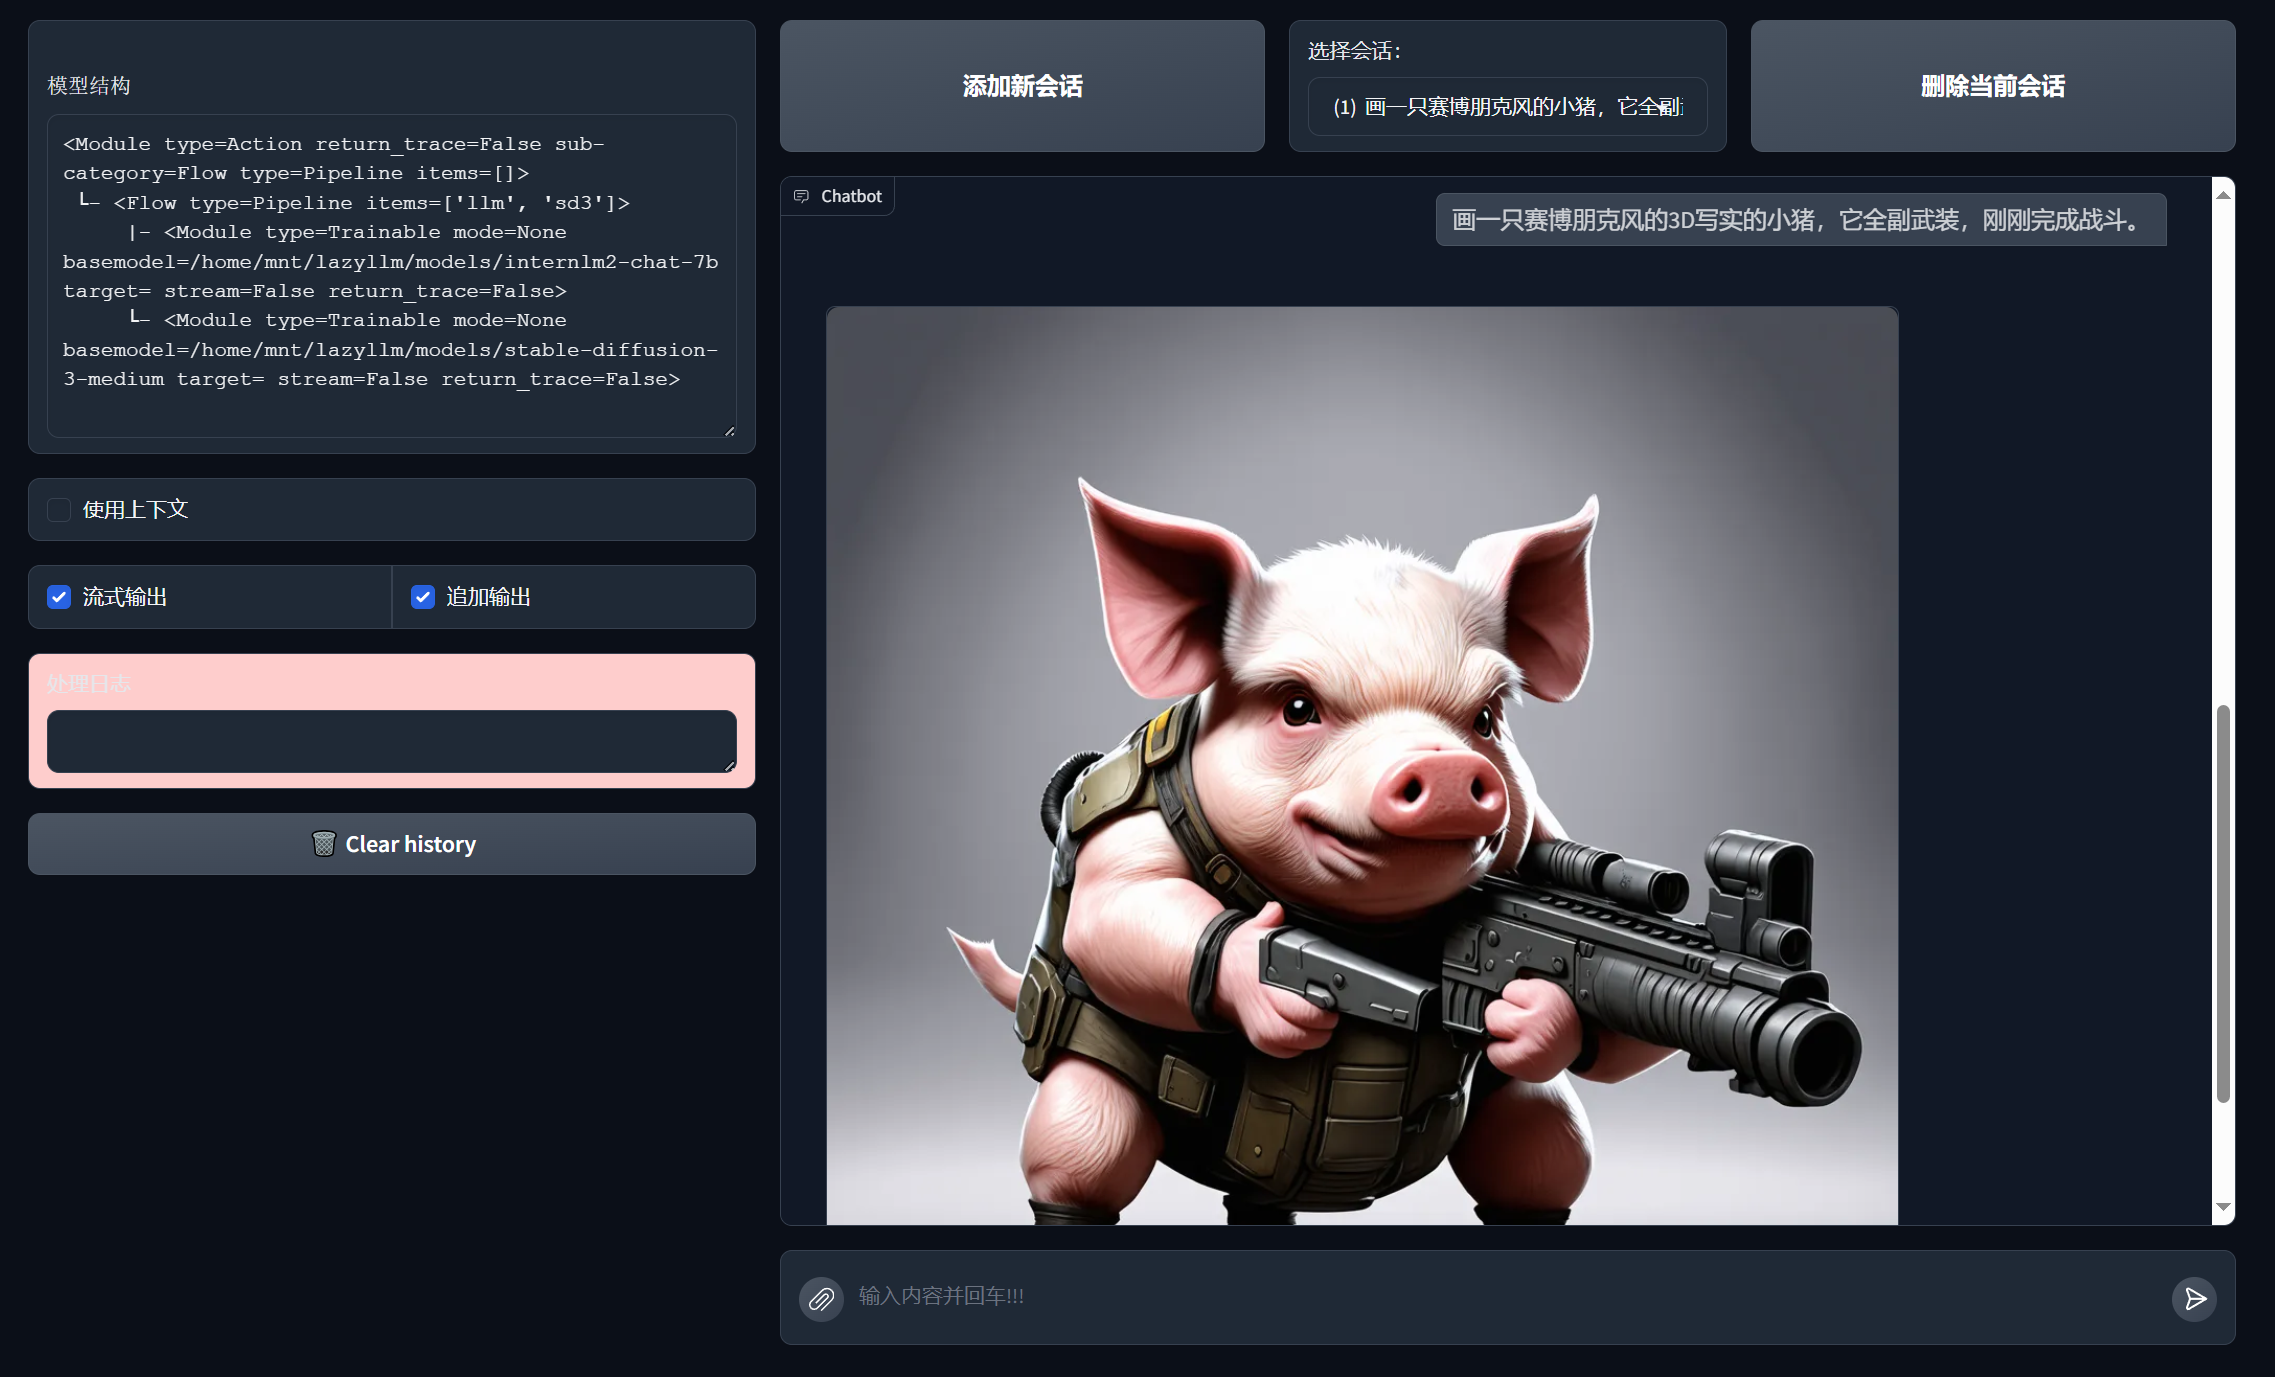 模型结构
<Module type=Action return_trace=False sub-
category=Flow type=Pipeline items=[]>
└- <Flow type=Pipeline items=['llm', 'sd3']>
|- <Module type=Trainable mode=None
basemodel=/home/mnt/lazyllm/models/internlm2-chat-7b
target= stream=False return_trace=False>
└- <Module type=Trainable mode=None
basemodel=/home/mnt/lazyllm/models/stable-diffusion-
3-medium target= stream=False return_trace=False>
使用上下文
流式输出
追加输出
处理日志
Clear history
添加新会话
选择会话：
(1) 画一只赛博朋克风的小猪，它全副
删除当前会话
Chatbot
画一只赛博朋克风的3D写实的小猪，它全副武装，刚刚完成战斗。
输入内容并回车!!!